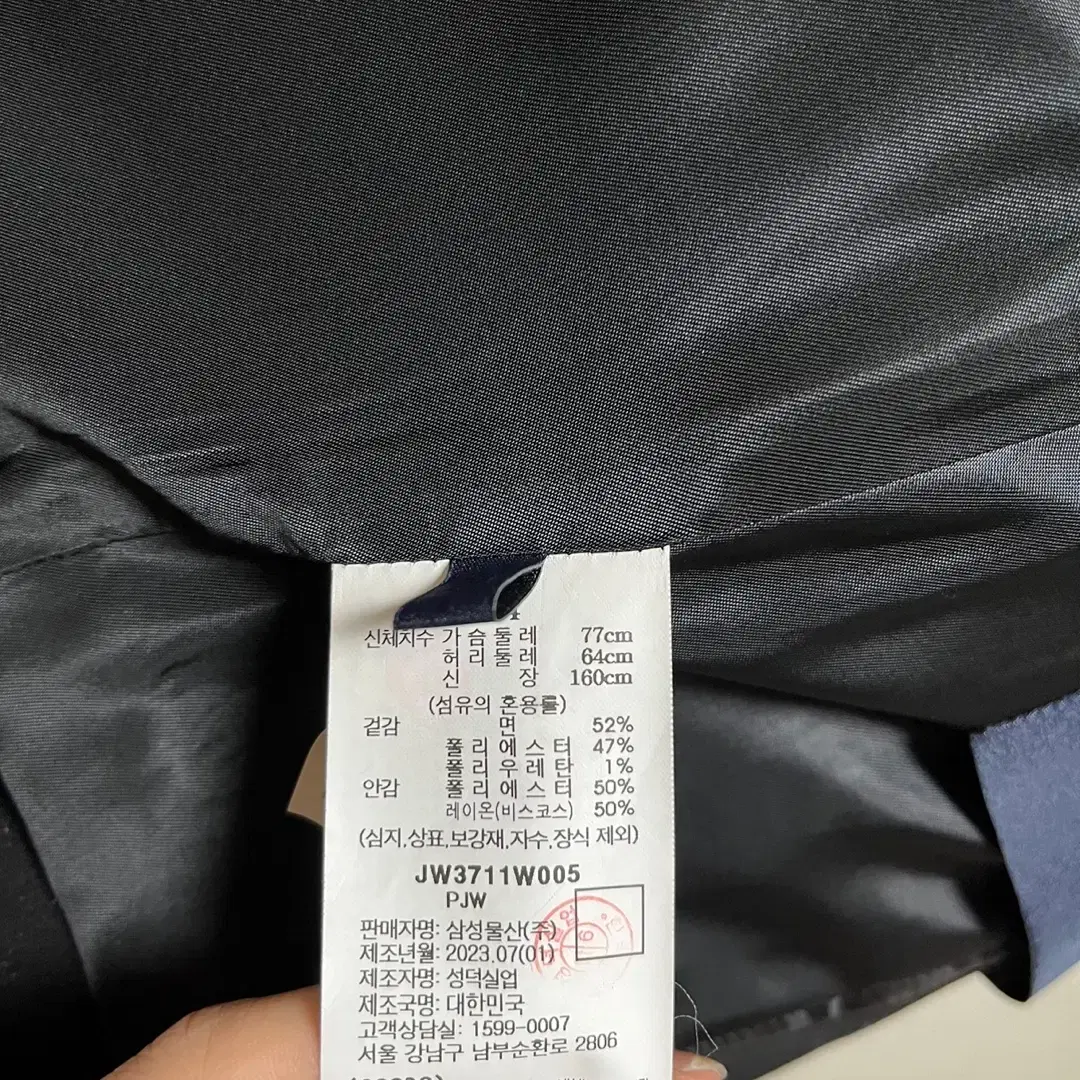 신체지수 가슴둘레 77cm
허리둘레 64cm
신장 160cm
(섬유의 혼용률)
겉감 면 52%
폴리에스터 47%
폴리우레탄 1%
안감 폴리에스터 50%
레이온(비스코스) 50%
(심지,상표,보강재,자수,장식 제외)
JW3711W005
PJW
판매자명: 삼성물산(주)
제조년월: 2023.07(01)
제조자명: 성덕실업
제조국명: 대한민국
고객상담실: 1599-0007
서울 강남구 남부순환로 2806